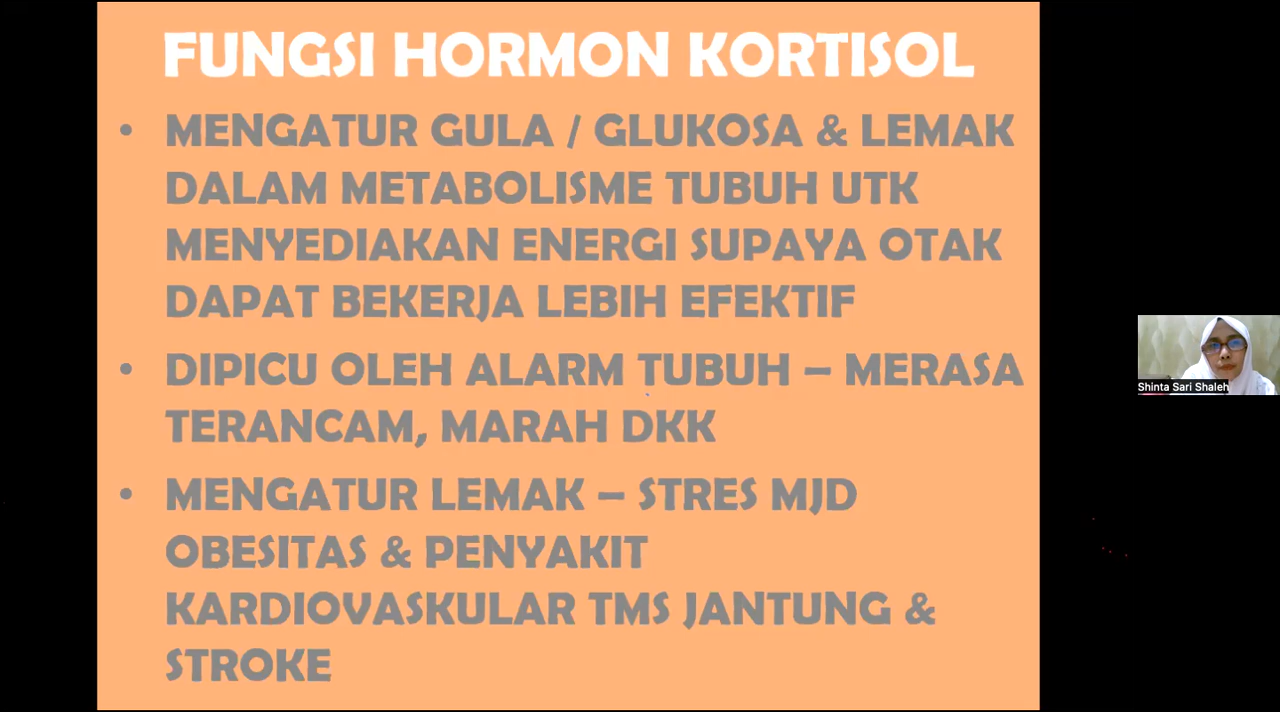 FUNGSI HORMON KORTISOL
• MENGATUR GULA / GLUKOSA & LEMAK
DALAM METABOLISME TUBUH UTK
MENYEDIAKAN ENERGI SUPAYA OTAK
DAPAT BEKERJA LEBIH EFEKTIF
• DIPICU OLEH ALARM TUBUH – MERASA
TERANCAM, MARAH DKK
• MENGATUR LEMAK – STRES MJD
OBESITAS & PENYAKIT
KARDIOVASKULAR TMS JANTUNG &
STROKE
Shinta Sari Shaleh